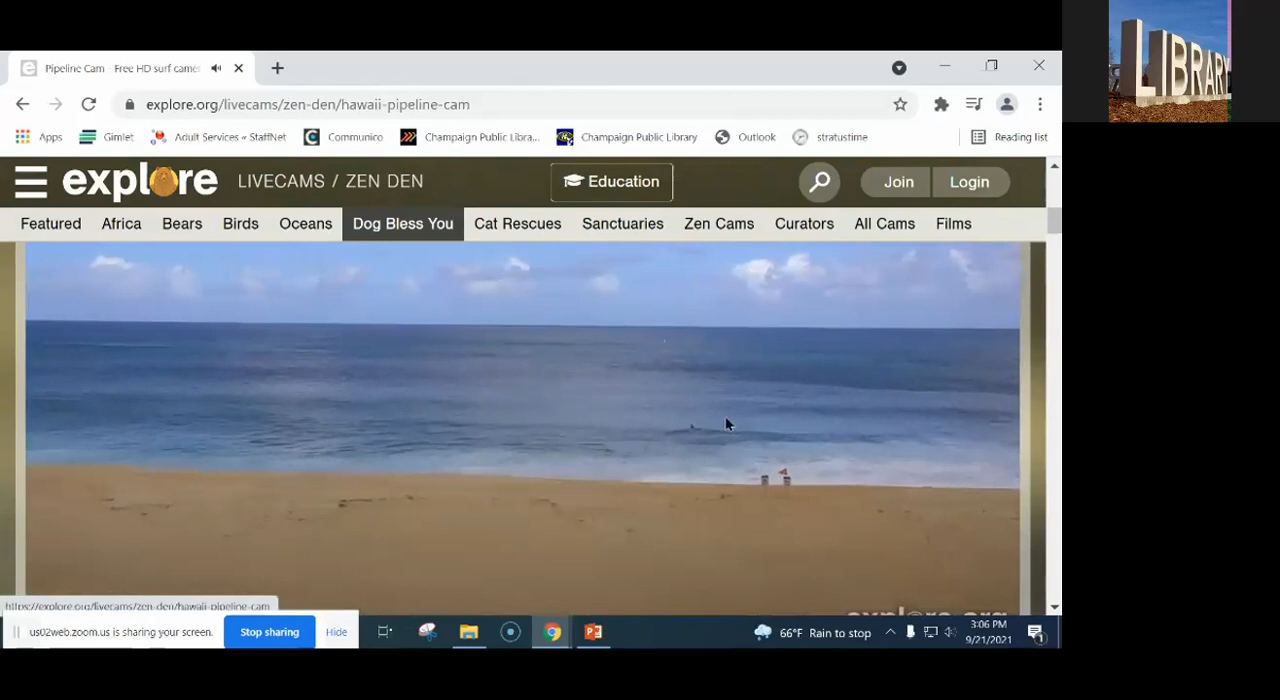 LIBRARY
Pipeline Cam - Free HD surf came
explore.org/livecams/zen-den/hawaii-pipeline-cam
Apps
Gimlet
Adult Services « StaffNet
Communico
Champaign Public Libra...
Champaign Public Library
Outlook
stratustime
Reading list
explore
LIVECAMS / ZEN DEN
Education
Join
Login
Featured
Africa
Bears
Birds
Oceans
Dog Bless You
Cat Rescues
Sanctuaries
Zen Cams
Curators
All Cams
Films
explore.org
https://explore.org/livecams/zen-den/hawaii-pipeline-cam
us02web.zoom.us is sharing your screen.
Stop sharing
Hide
66°F Rain to stop
3:06 PM
9/21/2021